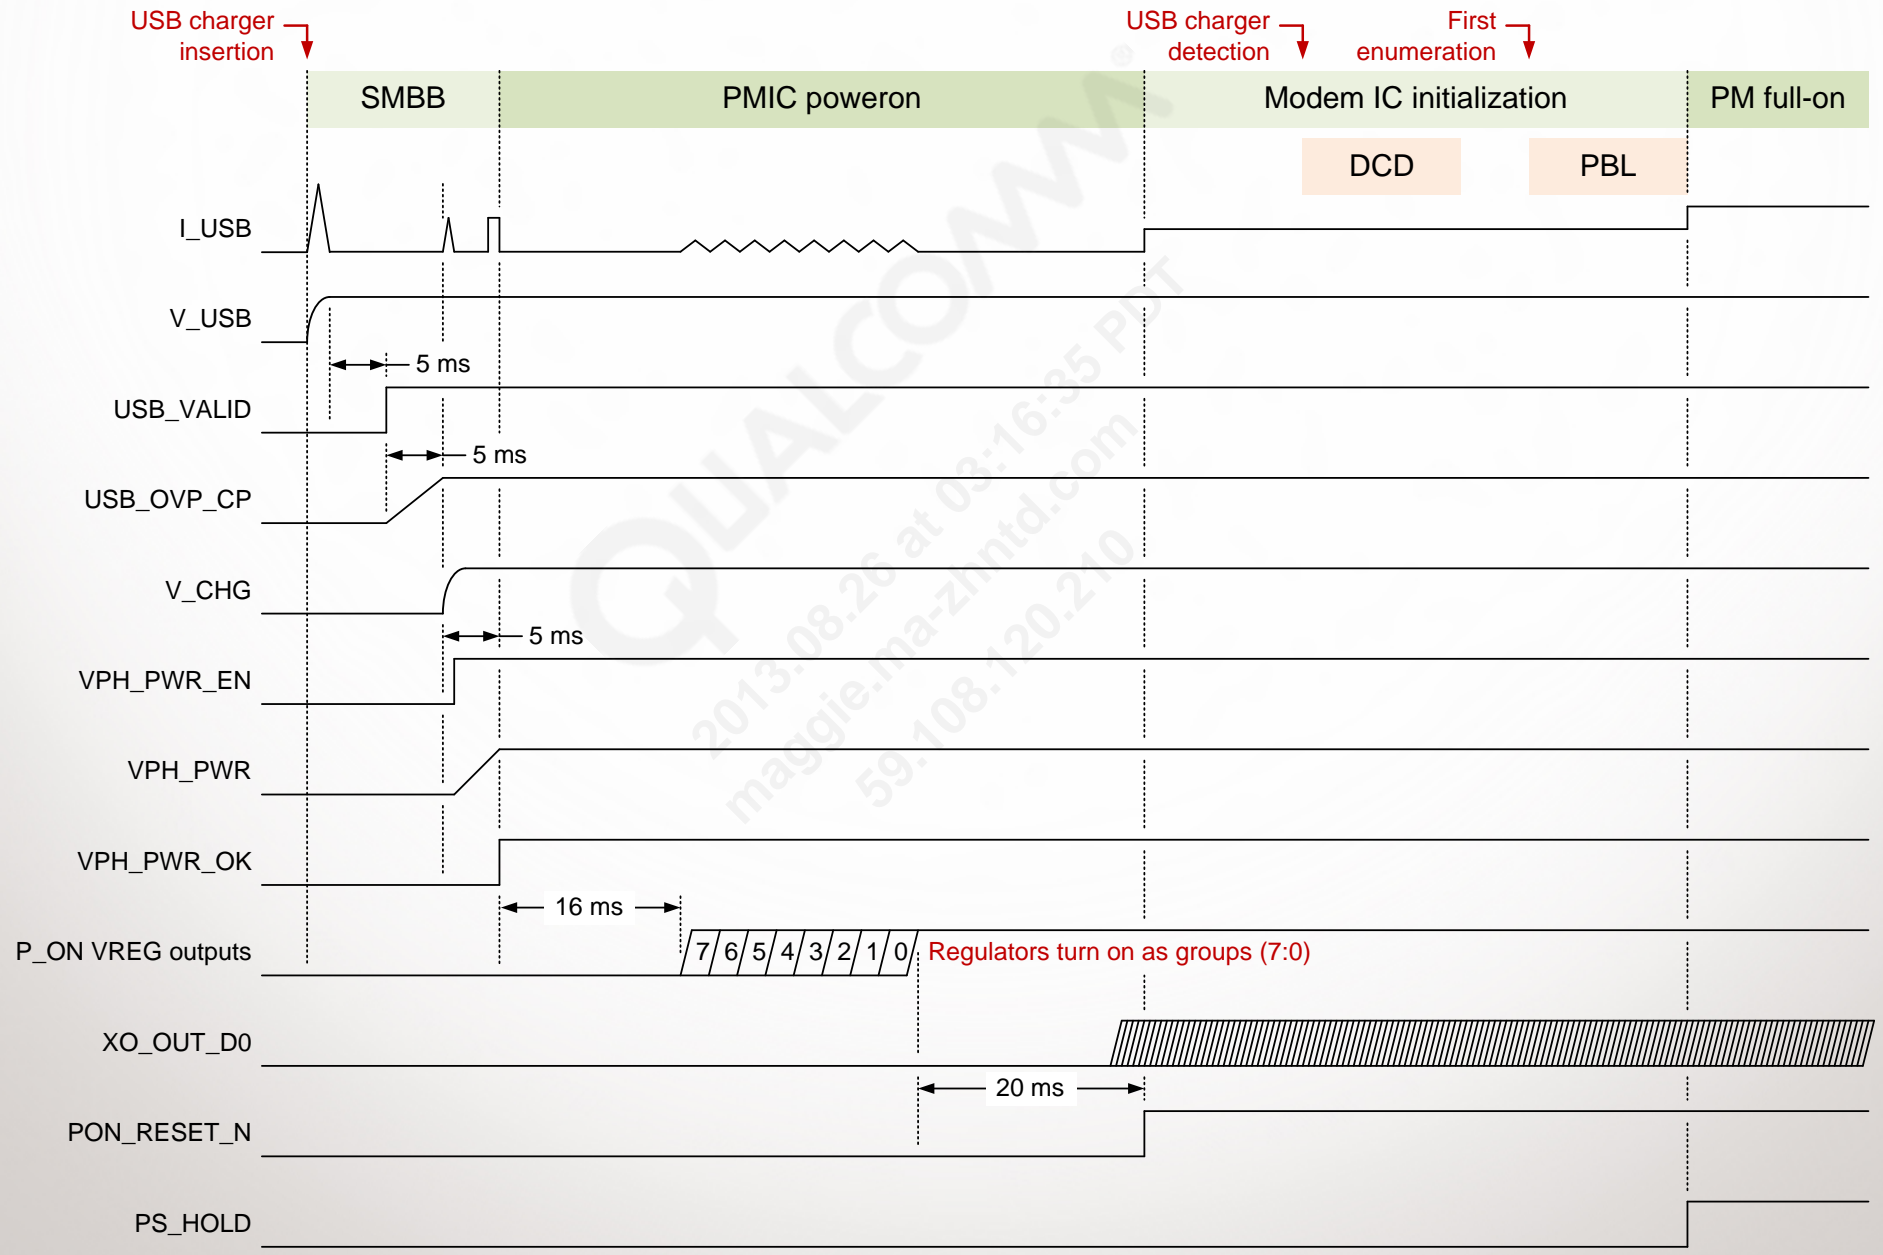 USB charger
insertion
USB charger
detection
First
enumeration
SMBB
PMIC poweron
Modem IC initialization
PM full-on
DCD
PBL
I_USB
V_USB
5 ms
USB_VALID
5 ms
USB_OVP_CP
V_CHG
5 ms
VPH_PWR_EN
VPH_PWR
VPH_PWR_OK
16 ms
P_ON VREG outputs
7 6 5 4 3 2 1 0
Regulators turn on as groups (7:0)
XO_OUT_D0
20 ms
PON_RESET_N
PS_HOLD
QUALCOMM®
2013.08.26 at 03:16:35 PDT
maggie.ma-zhntd.com
59.108.120.210